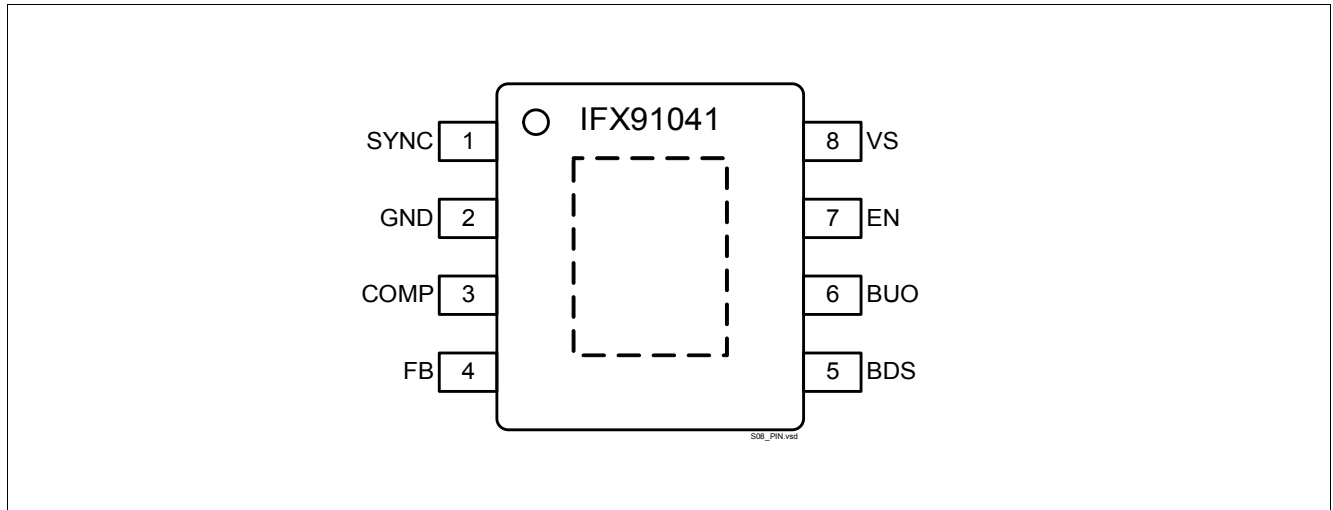 IFX91041
SYNC 1
GND 2
COMP 3
FB 4
8 VS
7 EN
6 BUO
5 BDS
S08_PIN.vsd